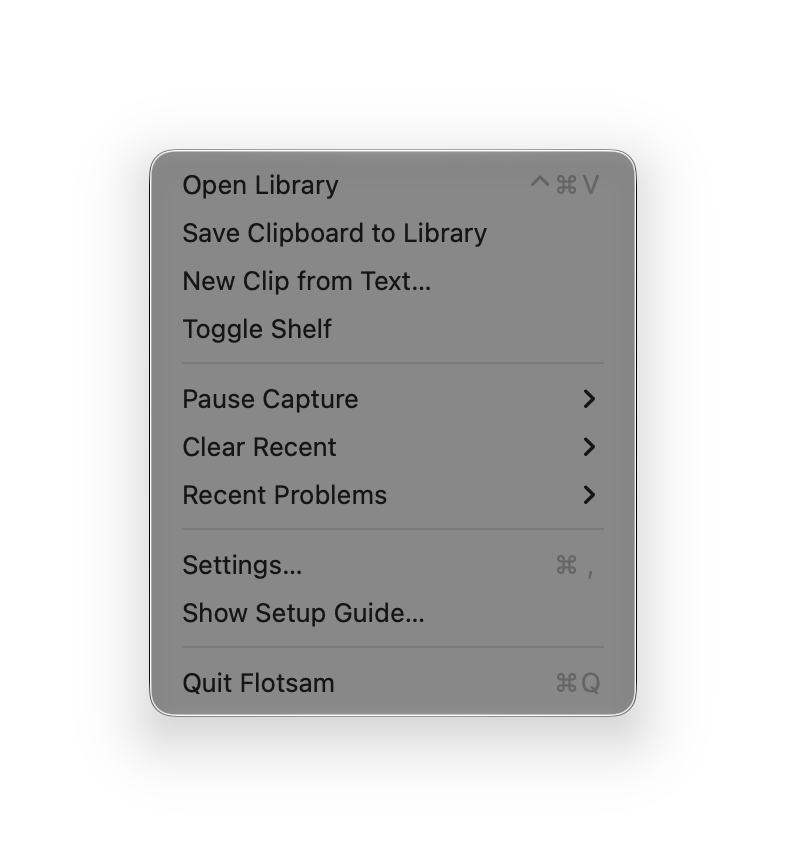 Open Library ^⌘V
Save Clipboard to Library
New Clip from Text...
Toggle Shelf
Pause Capture
Clear Recent
Recent Problems
Settings... ⌘,
Show Setup Guide...
Quit Flotsam ⌘Q